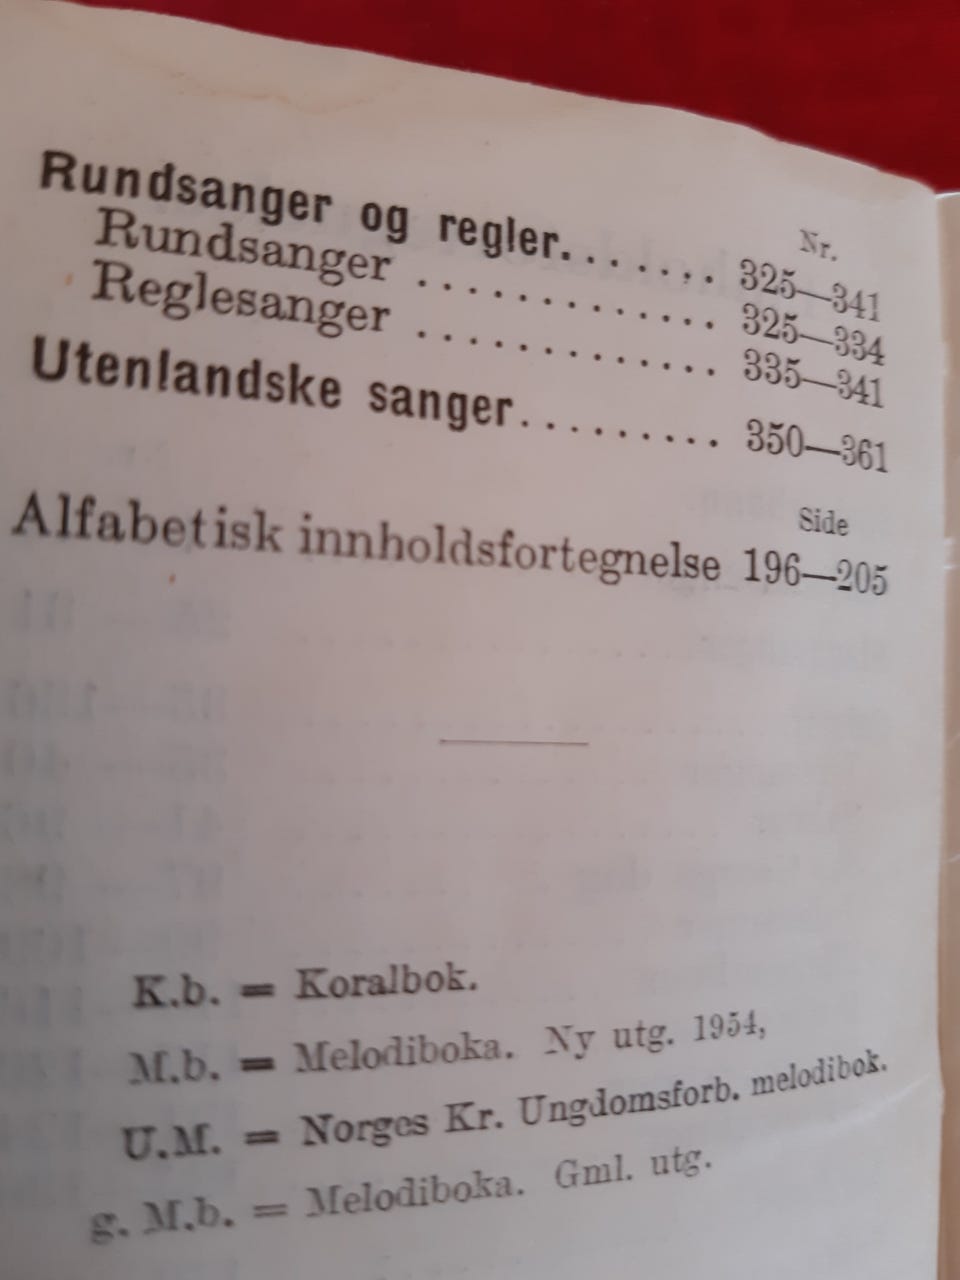 Nr.
Rundsanger og regler....... 325—341
Rundsanger ............. 325—334
Reglesanger ............. 335—341
Utenlandske sanger......... 350—361
Side
Alfabetisk innholdsfortegnelse 196—205
K.b. = Koralbok.
M.b. = Melodiboka. Ny utg. 1954,
U.M. = Norges Kr. Ungdomsforb. melodibok.
g. M.b. = Melodiboka. Gml. utg.